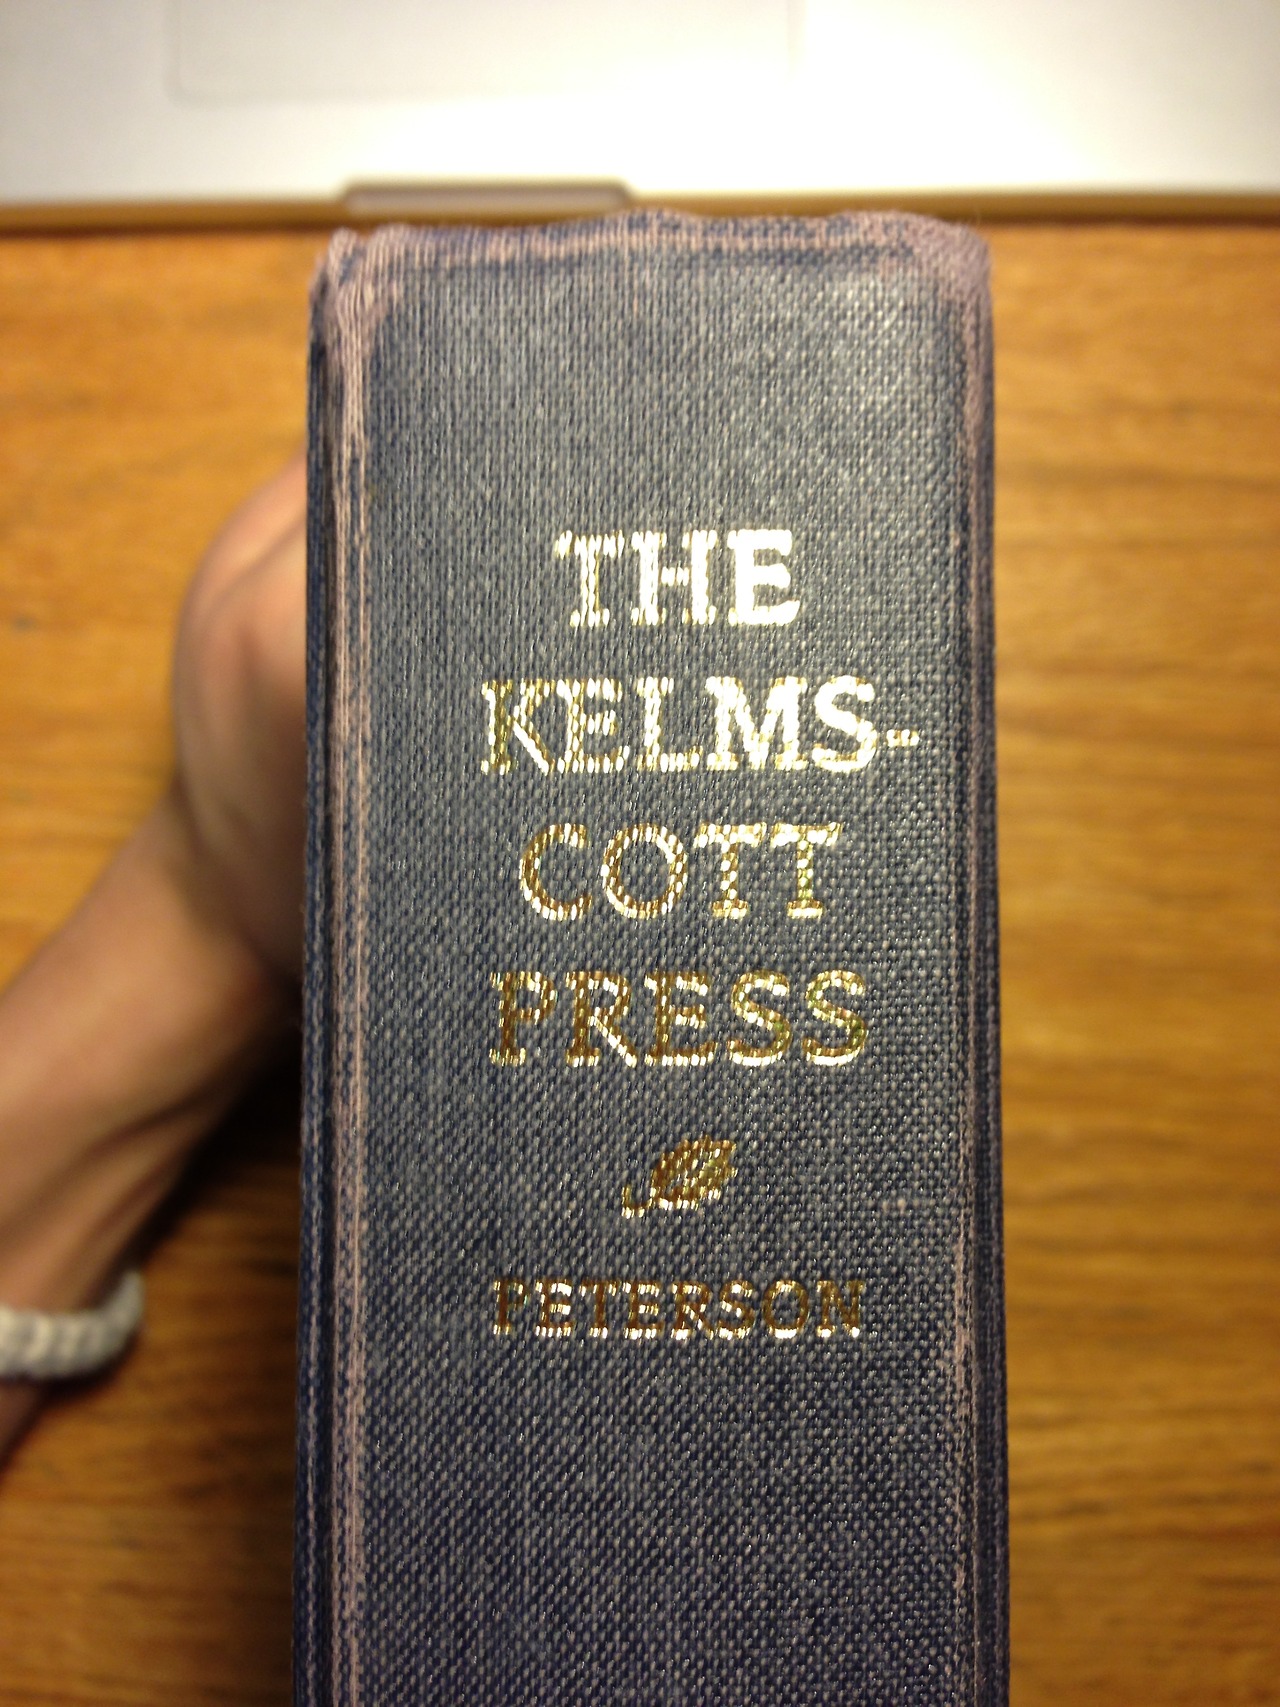 THE
KELMS-
COTT
PRESS
PETERSON